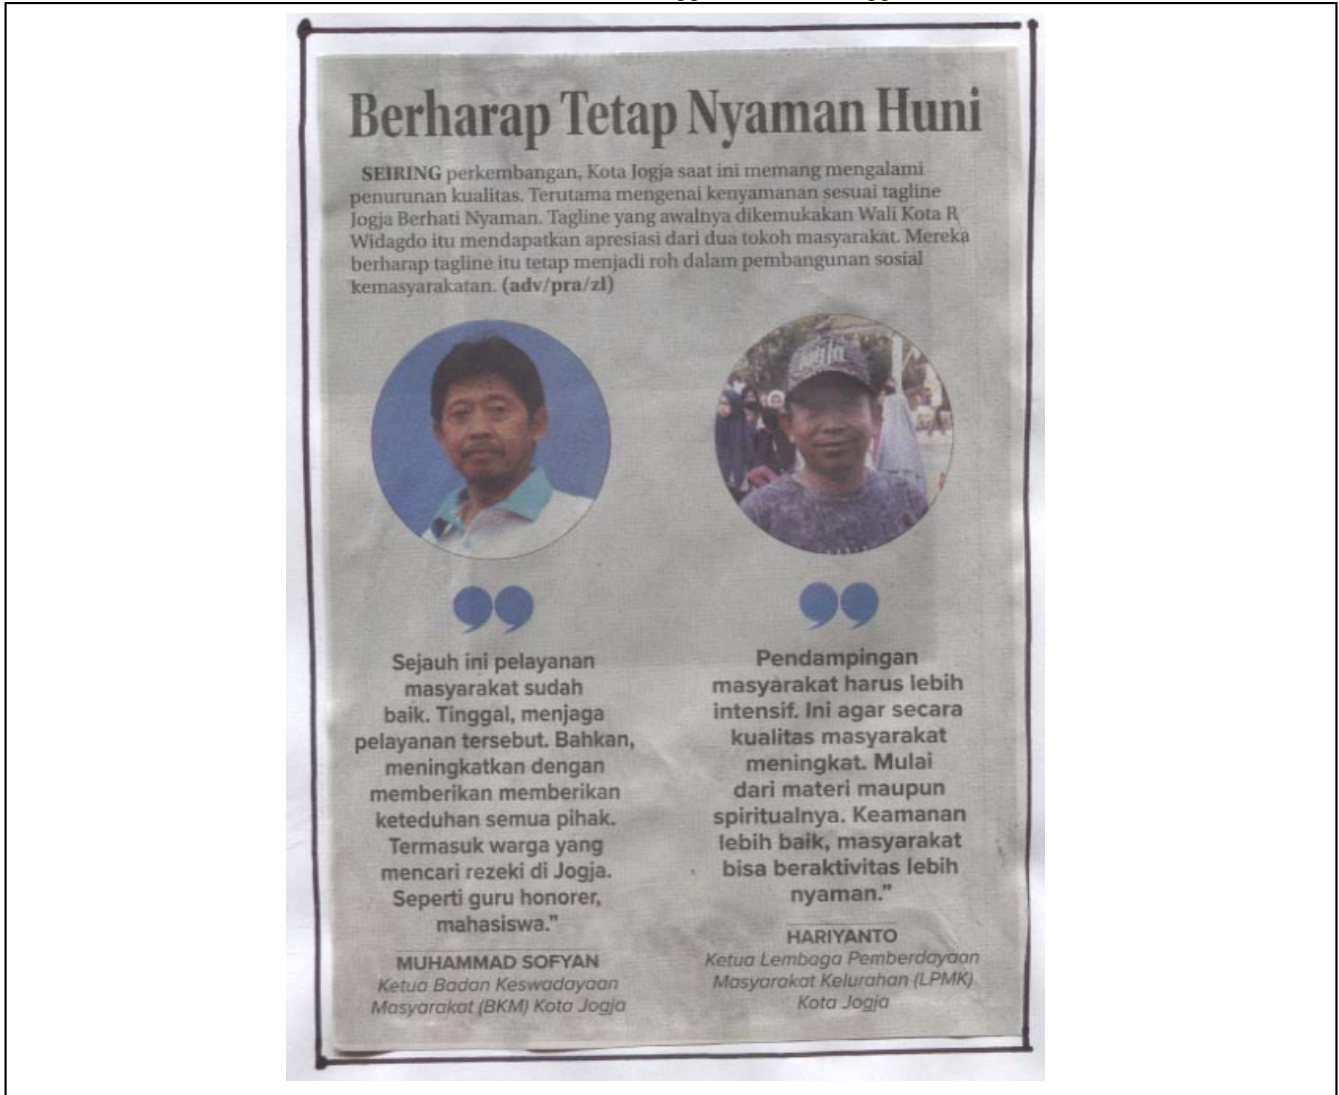 Berharap Tetap Nyaman Huni
SEIRING perkembangan, Kota Jogja saat ini memang mengalami
penurunan kualitas. Terutama mengenai kenyamanan sesuai tagline
Jogja Berhati Nyaman. Tagline yang awalnya dikemukakan Wali Kota R
Widagdo itu mendapatkan apresiasi dari dua tokoh masyarakat. Mereka
berharap tagline itu tetap menjadi roh dalam pembangunan sosial
kemasyarakatan. (adv/pra/zl)
jogja
Sejauh ini pelayanan
masyarakat sudah
baik. Tinggal, menjaga
pelayanan tersebut. Bahkan,
meningkatkan dengan
memberikan memberikan
keteduhan semua pihak.
Termasuk warga yang
mencari rezeki di Jogja.
Seperti guru honorer,
mahasiswa."
MUHAMMAD SOFYAN
Ketua Badan Keswadayaan
Masyarakat (BKM) Kota Jogja
Pendampingan
masyarakat harus lebih
intensif. Ini agar secara
kualitas masyarakat
meningkat. Mulai
dari materi maupun
spiritualnya. Keamanan
lebih baik, masyarakat
bisa beraktivitas lebih
nyaman."
HARIYANTO
Ketua Lembaga Pemberdayaan
Masyarakat Kelurahan (LPMK)
Kota Jogja